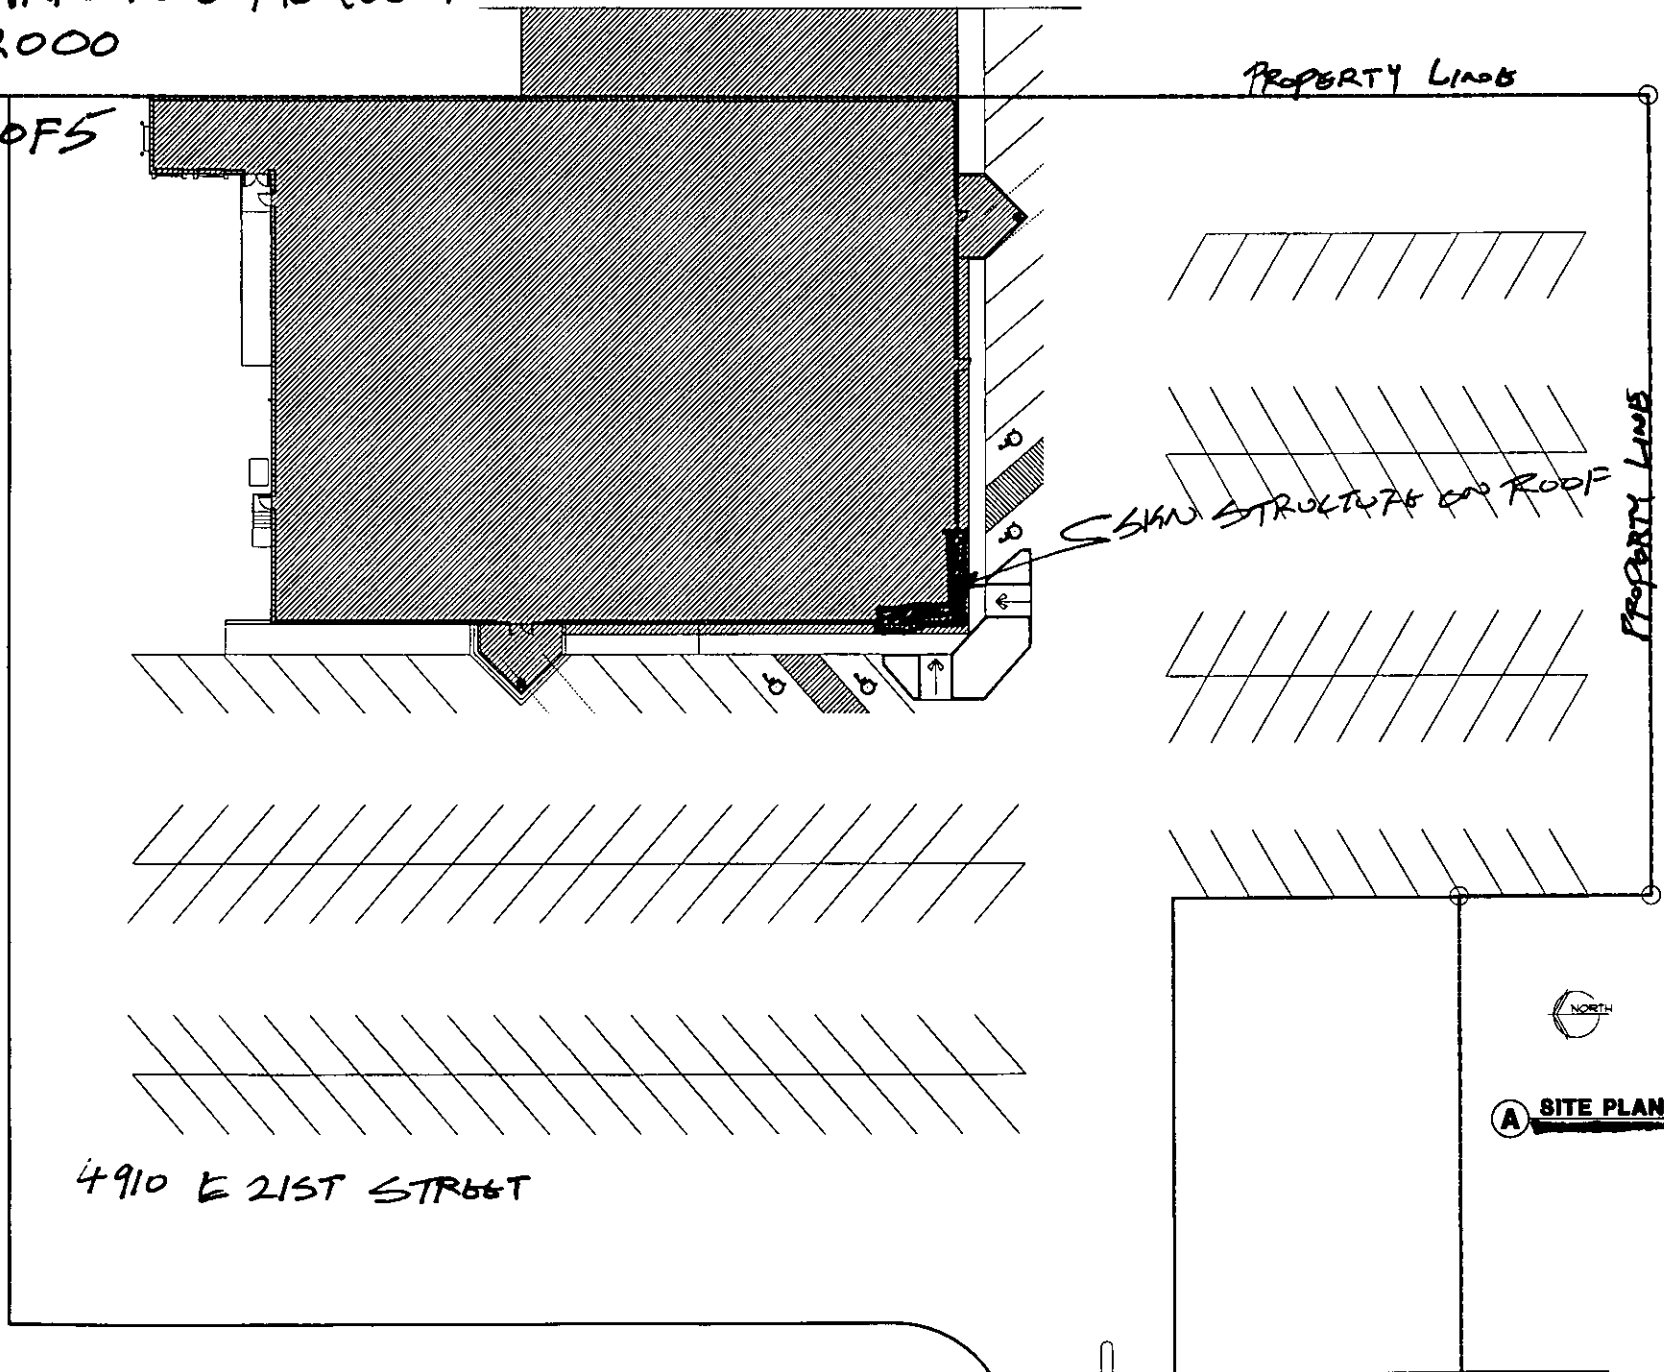 2000
OF5
PROPERTY LINE
SIGN STRUCTURE ON ROOF
PROPERTY LINE
NORTH
A SITE PLAN
4910 E 21ST STREET